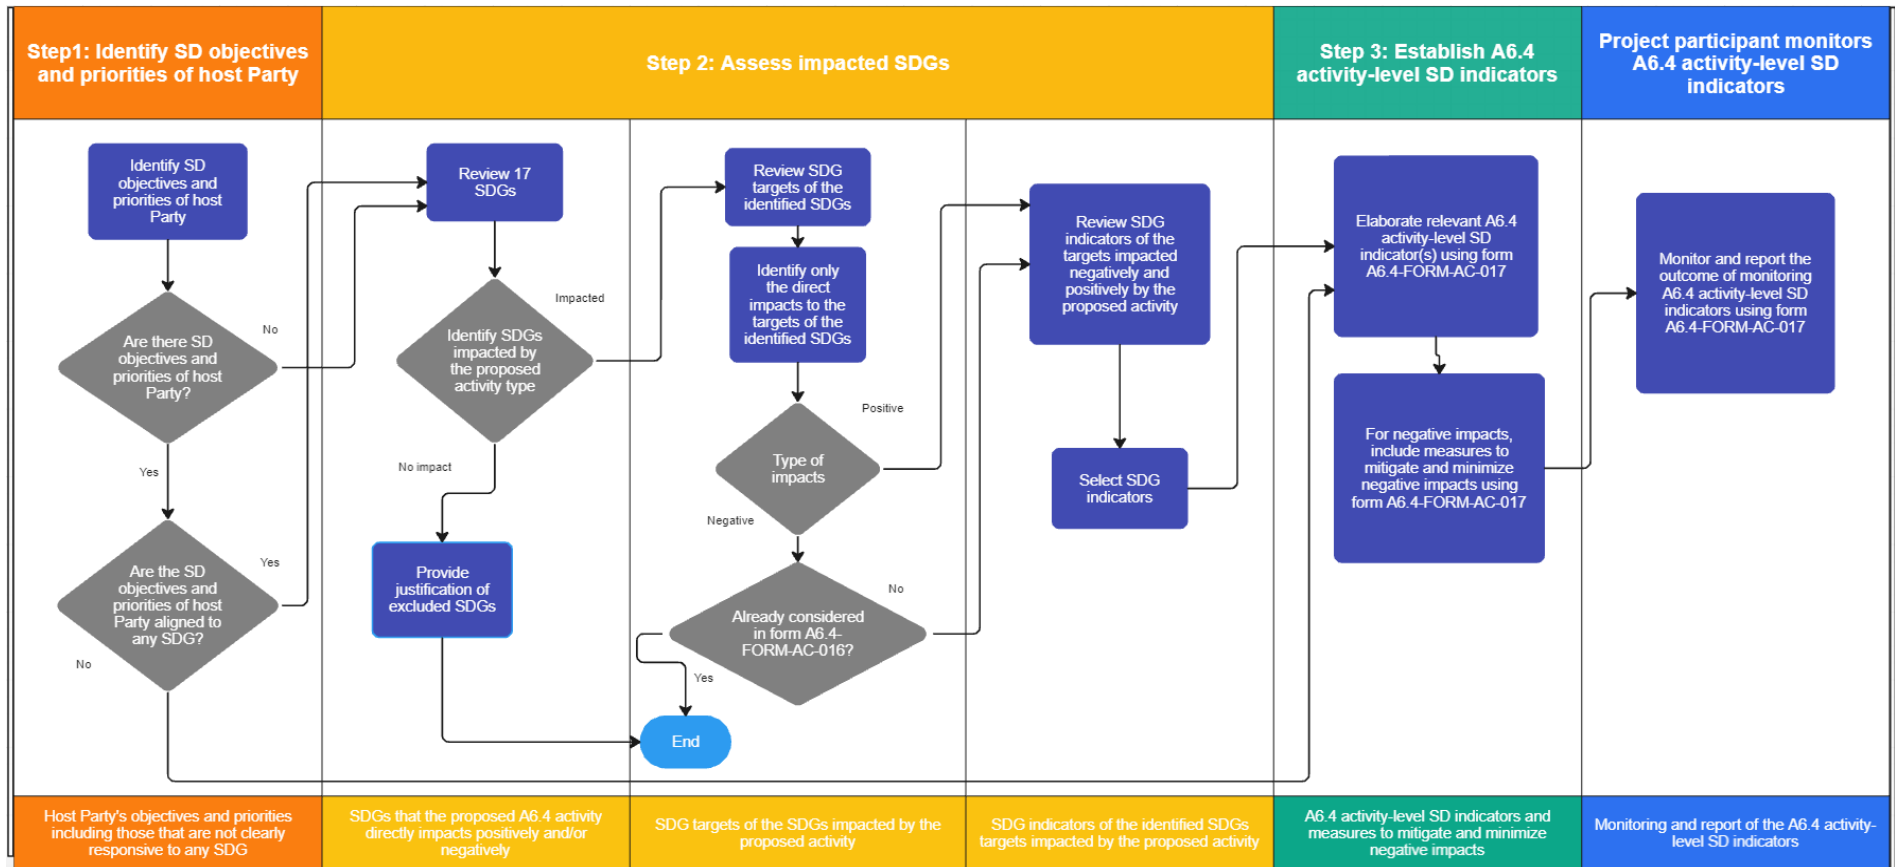 Step1: Identify SD objectives
and priorities of host Party
Step 2: Assess impacted SDGs
Step 3: Establish A6.4
activity-level SD indicators
Project participant monitors
A6.4 activity-level SD
indicators
Identify SD
objectives and
priorities of host
Party
Are there SD
objectives and
priorities of host
Party?
No
Yes
Are the SD
objectives and
priorities of host
Party aligned to
any SDG?
Yes
No
Review 17
SDGs
Identify SDGs
impacted by
the proposed
activity type
Impacted
No impact
Provide
justification of
excluded SDGs
Review SDG
targets of the
identified SDGs
Identify only
the direct
impacts to the
targets of the
identified SDGs
Type of
impacts
Positive
Negative
Already considered
in form A6.4-
FORM-AC-016?
No
Yes
End
Review SDG
indicators of the
targets impacted
negatively and
positively by the
proposed activity
Select SDG
indicators
Elaborate relevant A6.4
activity-level SD
indicator(s) using form
A6.4-FORM-AC-017
For negative impacts,
include measures to
mitigate and minimize
negative impacts using
form A6.4-FORM-AC-017
Monitor and report the
outcome of monitoring
A6.4 activity-level SD
indicators using form
A6.4-FORM-AC-017
Host Party's objectives and priorities
including those that are not clearly
responsive to any SDG
SDGs that the proposed A6.4 activity
directly impacts positively and/or
negatively
SDG targets of the SDGs impacted by the
proposed activity
SDG indicators of the identified SDGs
targets impacted by the proposed activity
A6.4 activity-level SD indicators and
measures to mitigate and minimize
negative impacts
Monitoring and report of the A6.4 activity-
level SD indicators